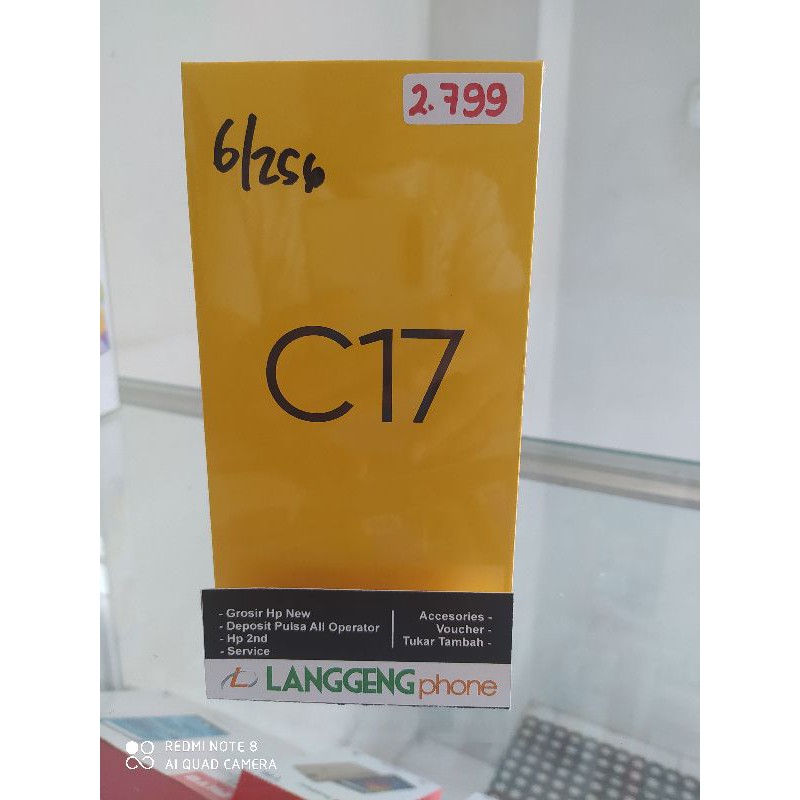 2.799
6/256
C17
- Grosir Hp New
- Deposit Pulsa All Operator
- Hp 2nd
- Service
Accesories -
Voucher -
Tukar Tambah -
LANGGENG phone
REDMI NOTE 8
AI QUAD CAMERA